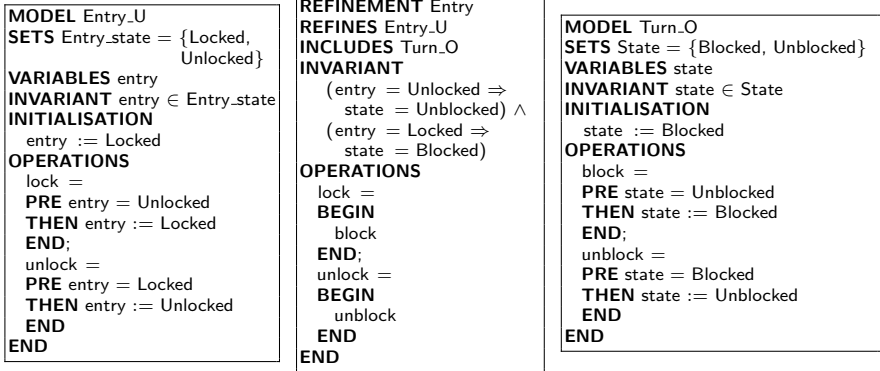 MODEL Entry_U
SETS Entry_state = {Locked,
Unlocked}
VARIABLES entry
INVARIANT entry ∈ Entry_state
INITIALISATION
entry := Locked
OPERATIONS
lock =
PRE entry = Unlocked
THEN entry := Locked
END;
unlock =
PRE entry = Locked
THEN entry := Unlocked
END
END
REFINEMENT Entry
REFINES Entry_U
INCLUDES Turn_O
INVARIANT
(entry = Unlocked ⇒
state = Unblocked) ∧
(entry = Locked ⇒
state = Blocked)
OPERATIONS
lock =
BEGIN
block
END;
unlock =
BEGIN
unblock
END
END
MODEL Turn_O
SETS State = {Blocked, Unblocked}
VARIABLES state
INVARIANT state ∈ State
INITIALISATION
state := Blocked
OPERATIONS
block =
PRE state = Unblocked
THEN state := Blocked
END;
unblock =
PRE state = Blocked
THEN state := Unblocked
END
END